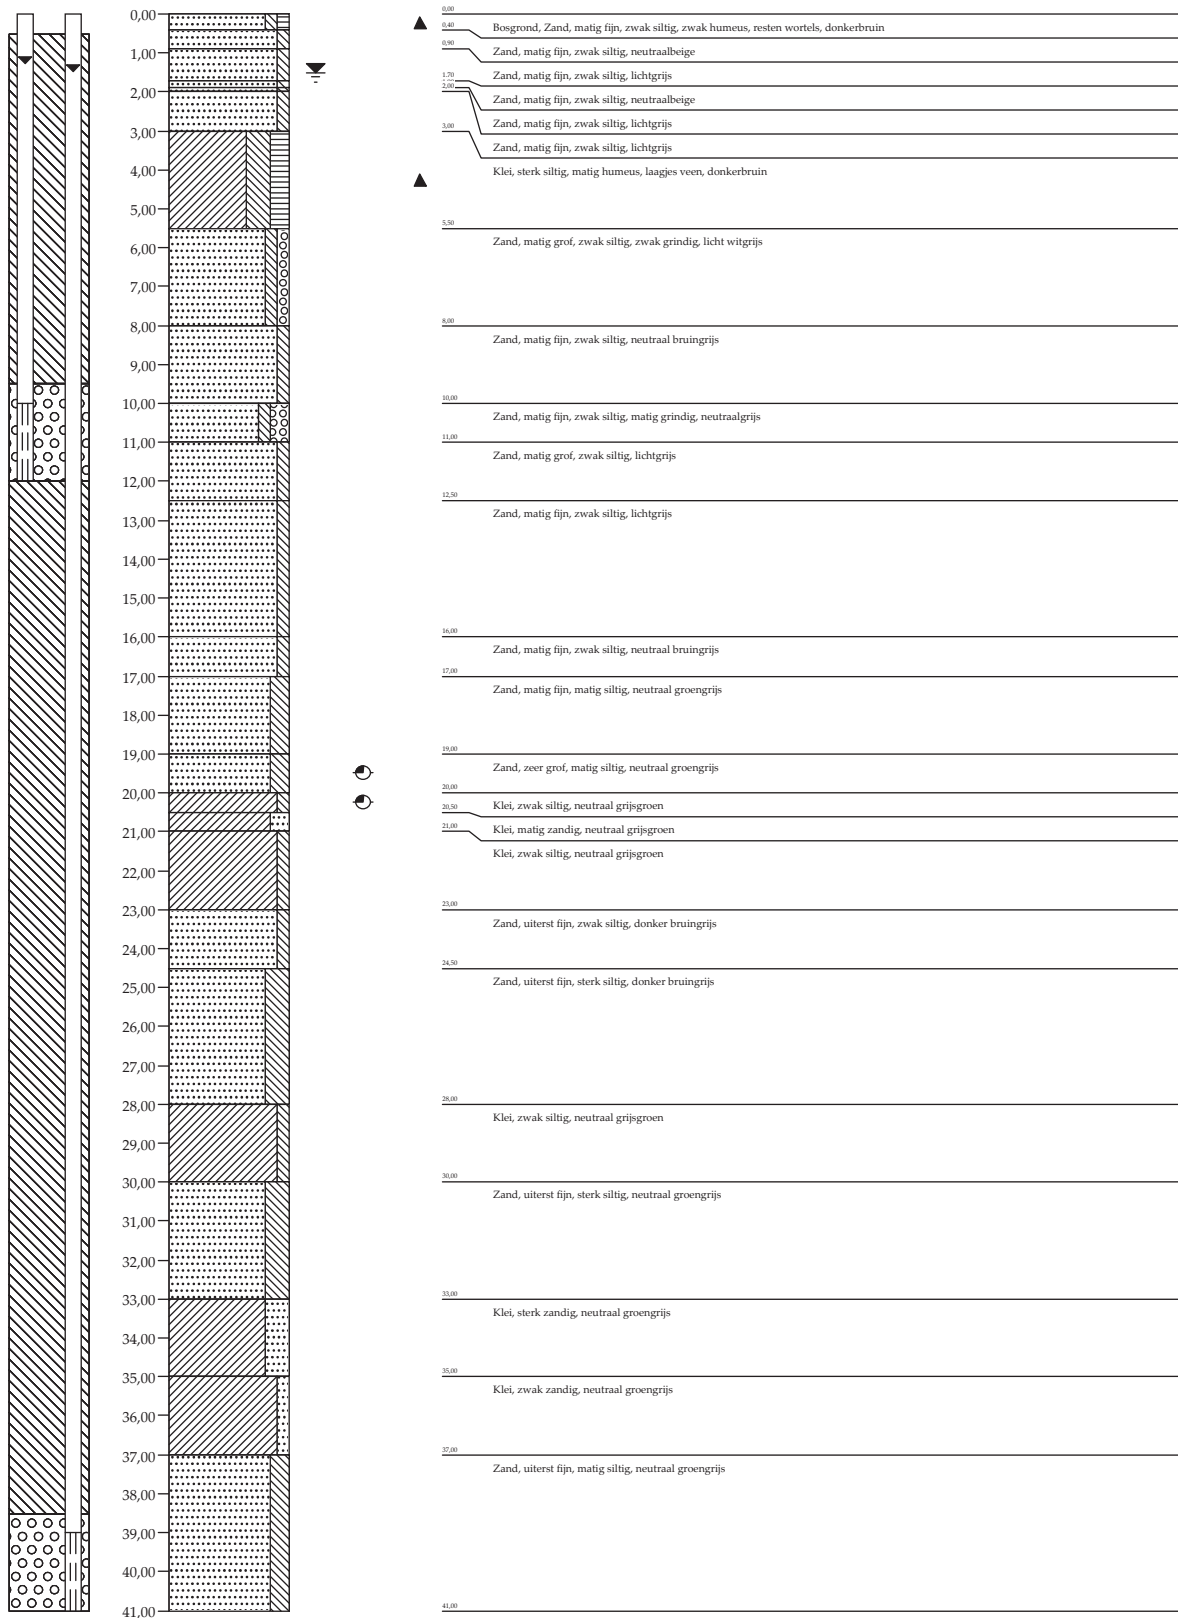 0,00
1,00
2,00
3,00
4,00
5,00
6,00
7,00
8,00
9,00
10,00
11,00
12,00
13,00
14,00
15,00
16,00
17,00
18,00
19,00
20,00
21,00
22,00
23,00
24,00
25,00
26,00
27,00
28,00
29,00
30,00
31,00
32,00
33,00
34,00
35,00
36,00
37,00
38,00
39,00
40,00
41,00
0,00
Bosgrond, Zand, matig fijn, zwak siltig, zwak humeus, resten wortels, donkerbruin
0,40
Zand, matig fijn, zwak siltig, neutraalbeige
0,90
Zand, matig fijn, zwak siltig, lichtgrijs
1,70
Zand, matig fijn, zwak siltig, neutraalbeige
Zand, matig fijn, zwak siltig, lichtgrijs
2,00
Zand, matig fijn, zwak siltig, lichtgrijs
3,00
Klei, sterk siltig, matig humeus, laagjes veen, donkerbruin
5,50
Zand, matig grof, zwak siltig, zwak grindig, licht witgrijs
8,00
Zand, matig fijn, zwak siltig, neutraal bruingrijs
10,00
Zand, matig fijn, zwak siltig, matig grindig, neutraalgrijs
11,00
Zand, matig grof, zwak siltig, lichtgrijs
12,50
Zand, matig fijn, zwak siltig, lichtgrijs
16,00
Zand, matig fijn, zwak siltig, neutraal bruingrijs
17,00
Zand, matig fijn, matig siltig, neutraal groengrijs
19,00
Zand, zeer grof, matig siltig, neutraal groengrijs
20,00
Klei, zwak siltig, neutraal grijsgroen
20,50
Klei, matig zandig, neutraal grijsgroen
21,00
Klei, zwak siltig, neutraal grijsgroen
23,00
Zand, uiterst fijn, zwak siltig, donker bruingrijs
24,50
Zand, uiterst fijn, sterk siltig, donker bruingrijs
28,00
Klei, zwak siltig, neutraal grijsgroen
30,00
Zand, uiterst fijn, sterk siltig, neutraal groengrijs
33,00
Klei, sterk zandig, neutraal groengrijs
35,00
Klei, zwak zandig, neutraal groengrijs
37,00
Zand, uiterst fijn, matig siltig, neutraal groengrijs
41,00